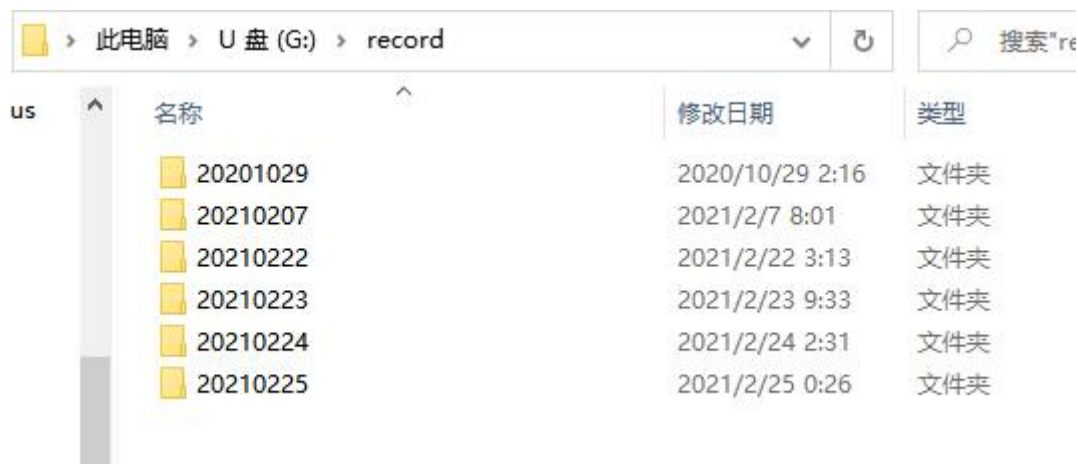 此电脑 › U 盘 (G:) › record 搜索"re
us 名称 修改日期 类型
20201029 2020/10/29 2:16 文件夹
20210207 2021/2/7 8:01 文件夹
20210222 2021/2/22 3:13 文件夹
20210223 2021/2/23 9:33 文件夹
20210224 2021/2/24 2:31 文件夹
20210225 2021/2/25 0:26 文件夹